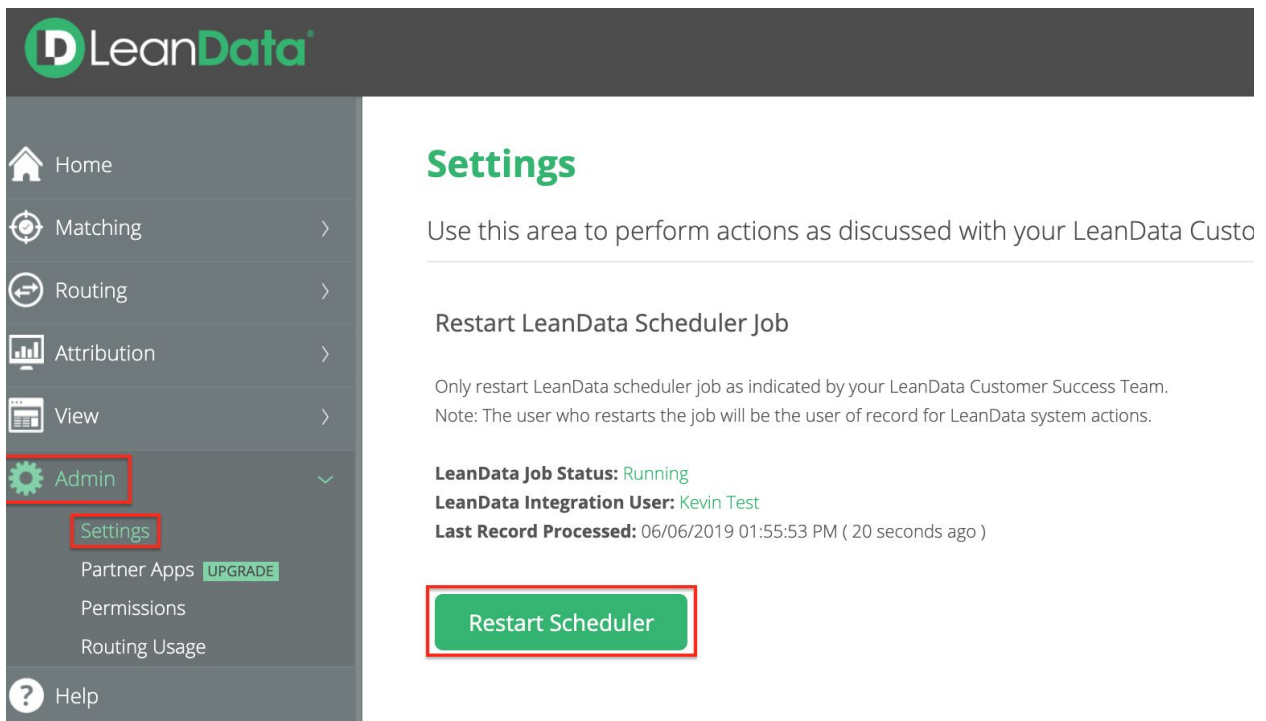 LeanData®
Home
Matching
Routing
Attribution
View
Admin
Settings
Partner Apps UPGRADE
Permissions
Routing Usage
Help
Settings
Use this area to perform actions as discussed with your LeanData Custo
Restart LeanData Scheduler Job
Only restart LeanData scheduler job as indicated by your LeanData Customer Success Team.
Note: The user who restarts the job will be the user of record for LeanData system actions.
LeanData Job Status: Running
LeanData Integration User: Kevin Test
Last Record Processed: 06/06/2019 01:55:53 PM ( 20 seconds ago )
Restart Scheduler